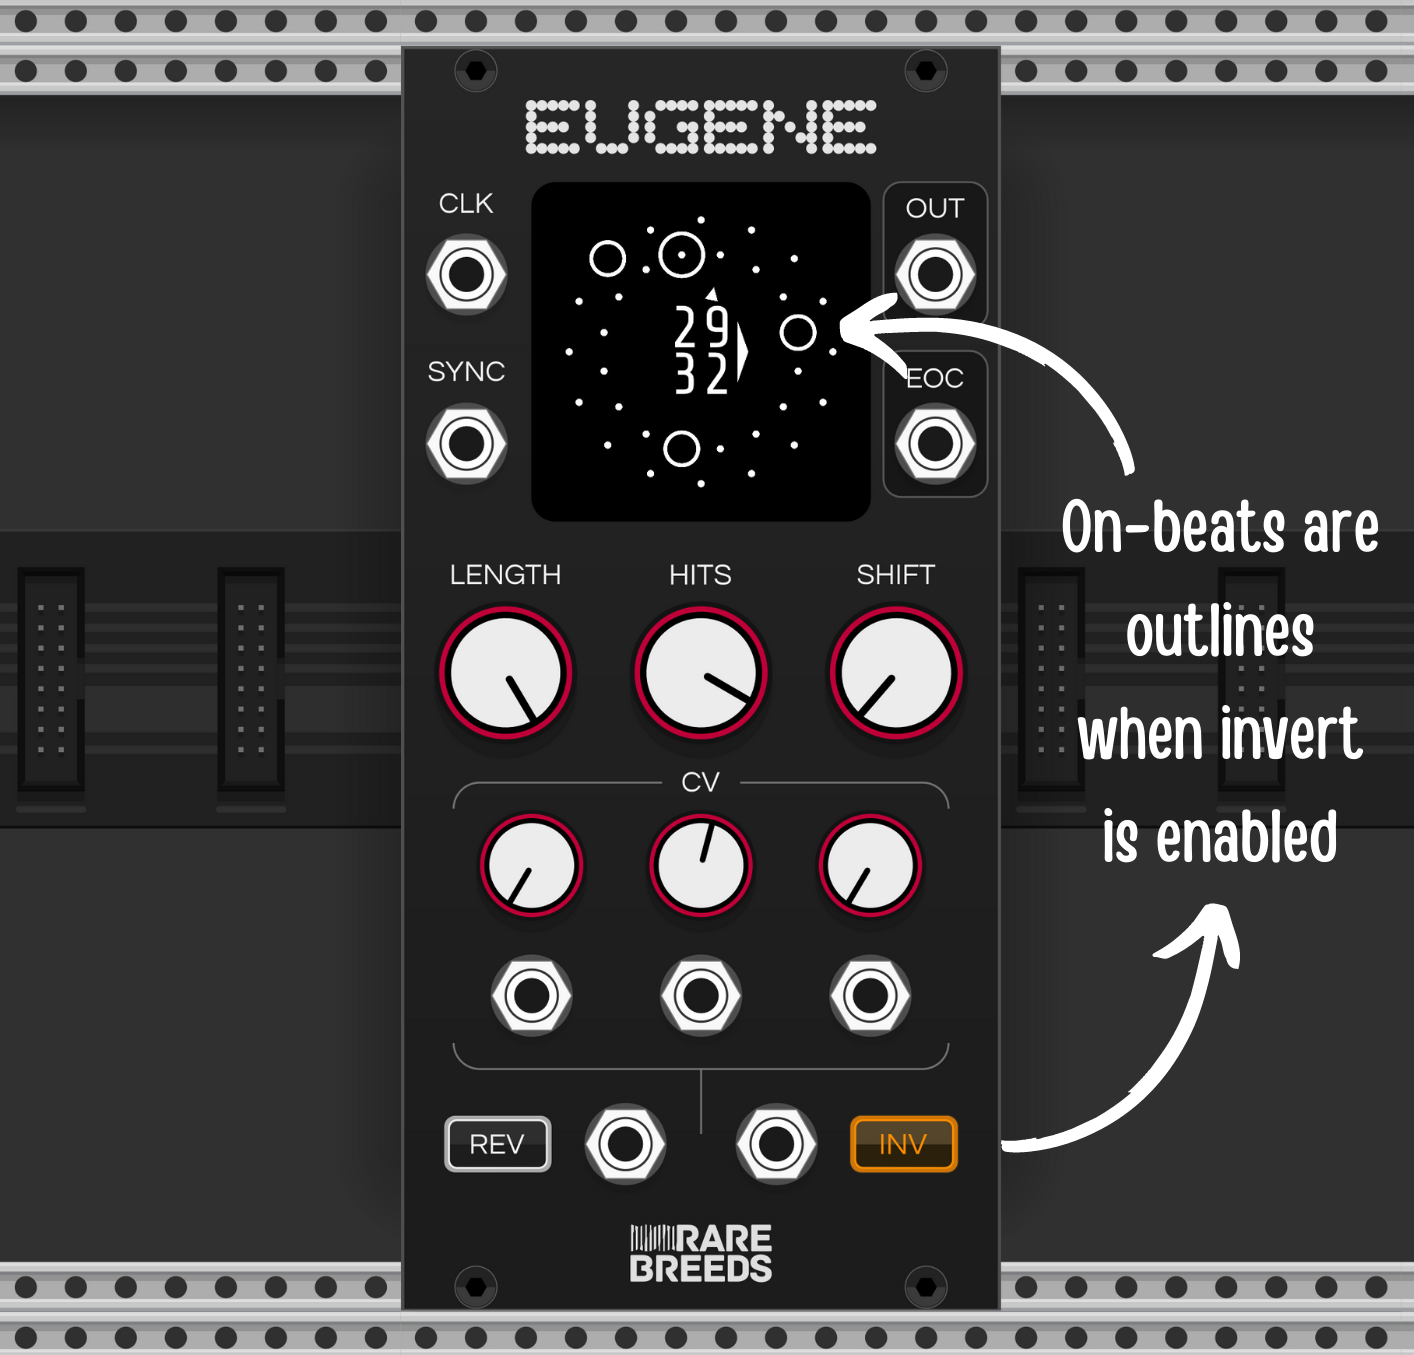 EUGENE
CLK
OUT
29
32
SYNC
EOC
On-beats are
outlines
when invert
is enabled
LENGTH HITS SHIFT
CV
REV
INV
RARE
BREEDS